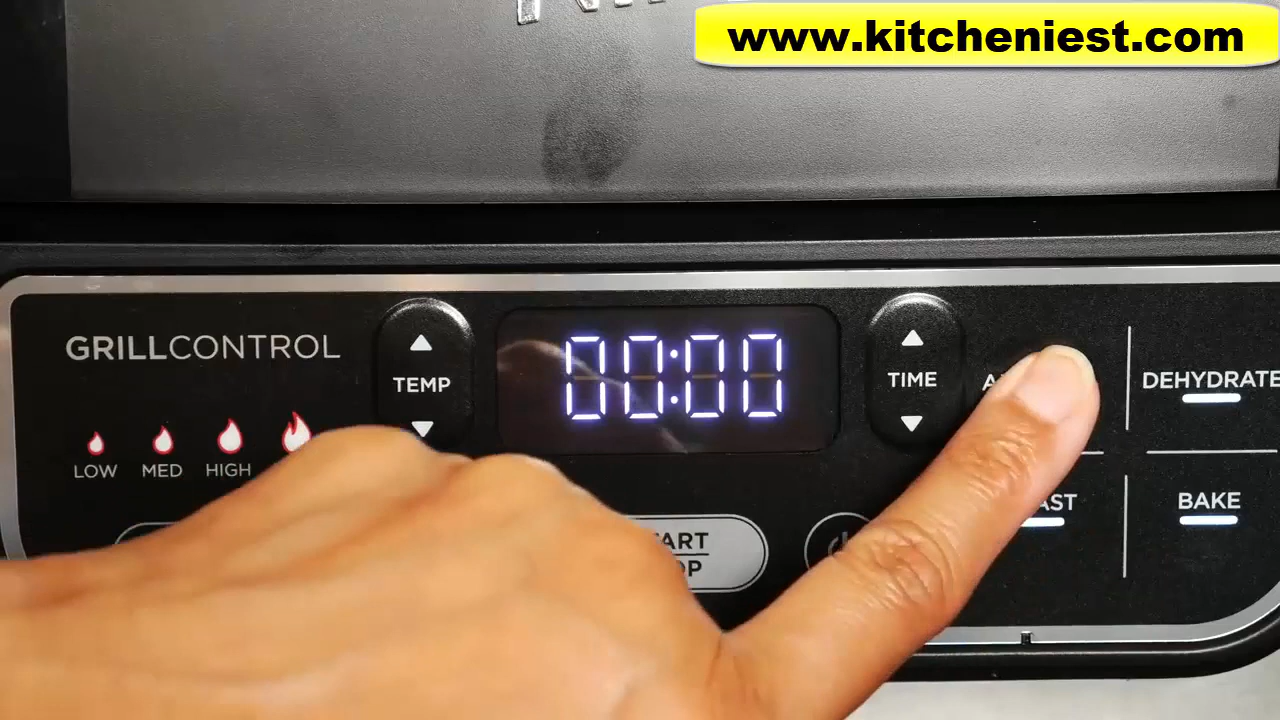 www.kitcheniest.com
GRILLCONTROL
TEMP
00:00
TIME
DEHYDRATE
LOW
MED
HIGH
BAKE